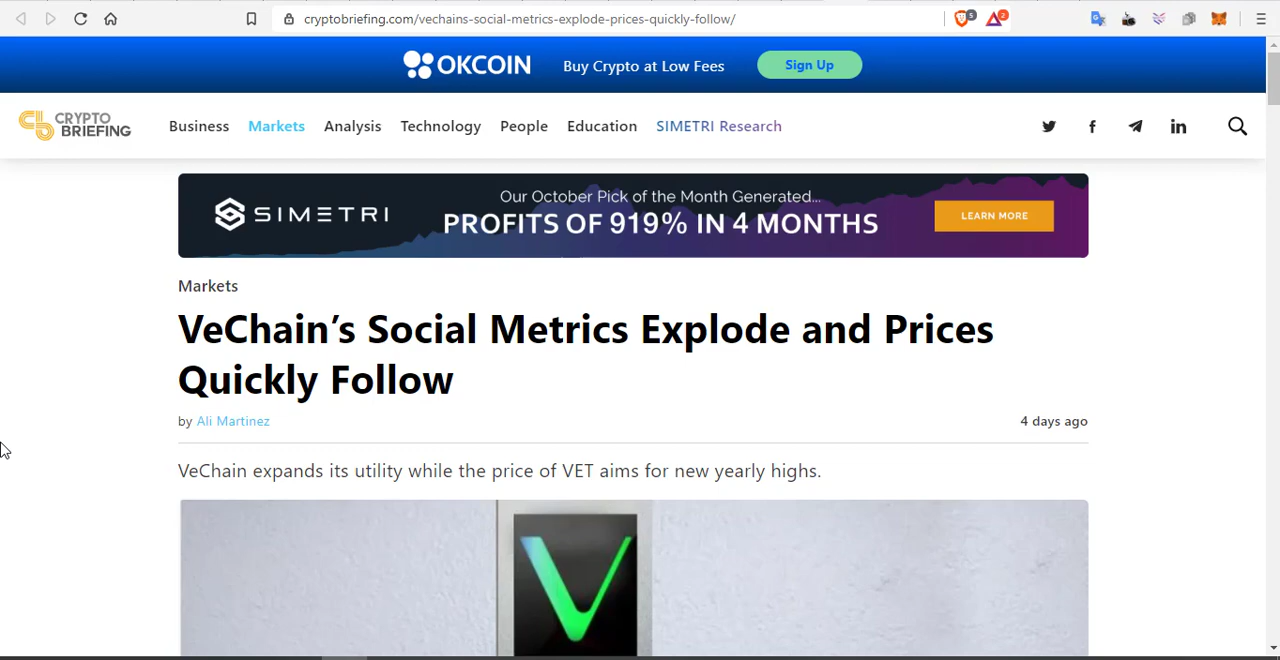 cryptobriefing.com/vechains-social-metrics-explode-prices-quickly-follow/
5
2
OKCOIN
Buy Crypto at Low Fees
Sign Up
CRYPTO
BRIEFING
Business
Markets
Analysis
Technology
People
Education
SIMETRI Research
SIMETRI
Our October Pick of the Month Generated...
PROFITS OF 919% IN 4 MONTHS
LEARN MORE
Markets
VeChain’s Social Metrics Explode and Prices
Quickly Follow
by Ali Martinez
4 days ago
VeChain expands its utility while the price of VET aims for new yearly highs.